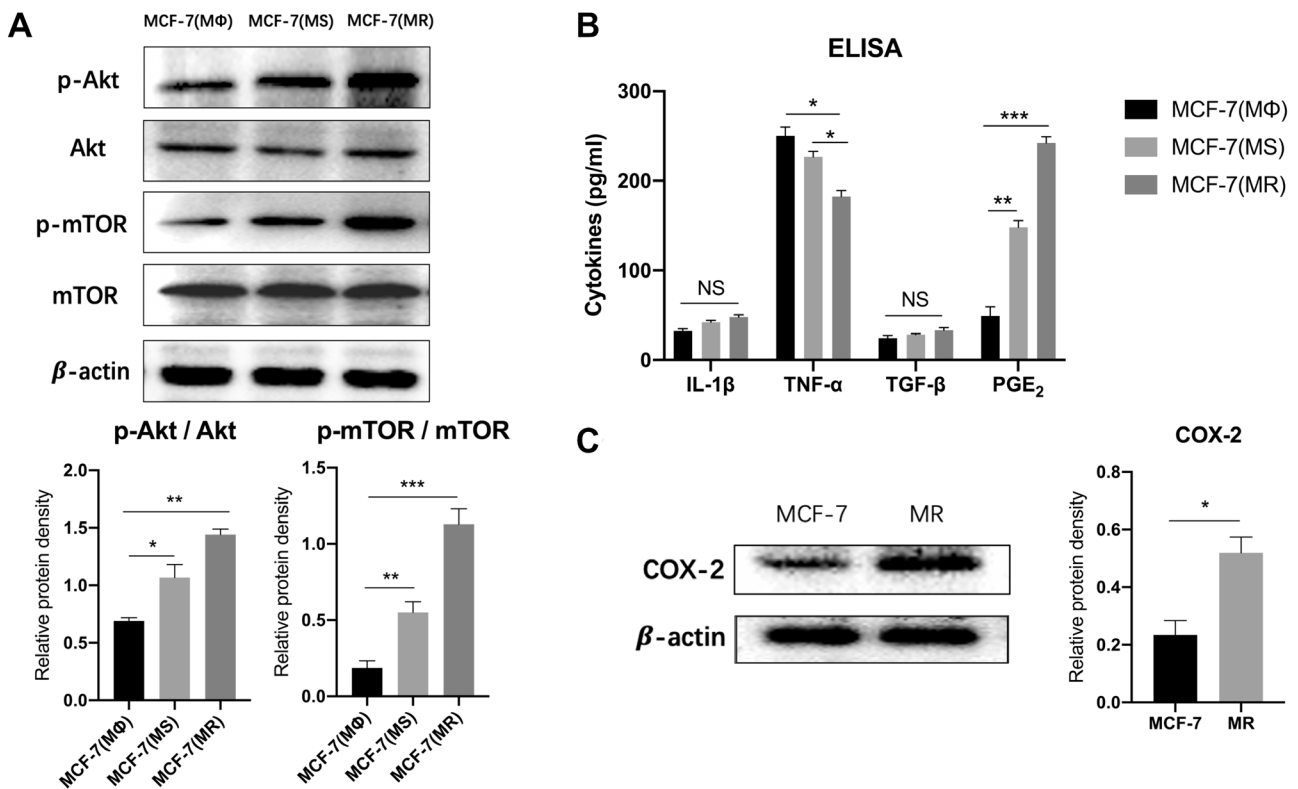 A
MCF-7(MΦ) MCF-7(MS) MCF-7(MR)
p-Akt
Akt
p-mTOR
mTOR
β-actin
p-Akt / Akt
Relative protein density
2.0
1.5
1.0
0.5
0.0
**
*
MCF-7(MΦ)
MCF-7(MS)
MCF-7(MR)
p-mTOR / mTOR
Relative protein density
1.5
1.0
0.5
0.0
***
**
MCF-7(MΦ)
MCF-7(MS)
MCF-7(MR)
B
ELISA
Cytokines (pg/ml)
300
200
100
0
NS
*
*
NS
***
**
IL-1β TNF-α TGF-β PGE₂
MCF-7(MΦ)
MCF-7(MS)
MCF-7(MR)
C
MCF-7 MR
COX-2
β-actin
COX-2
Relative protein density
0.8
0.6
0.4
0.2
0.0
*
MCF-7 MR